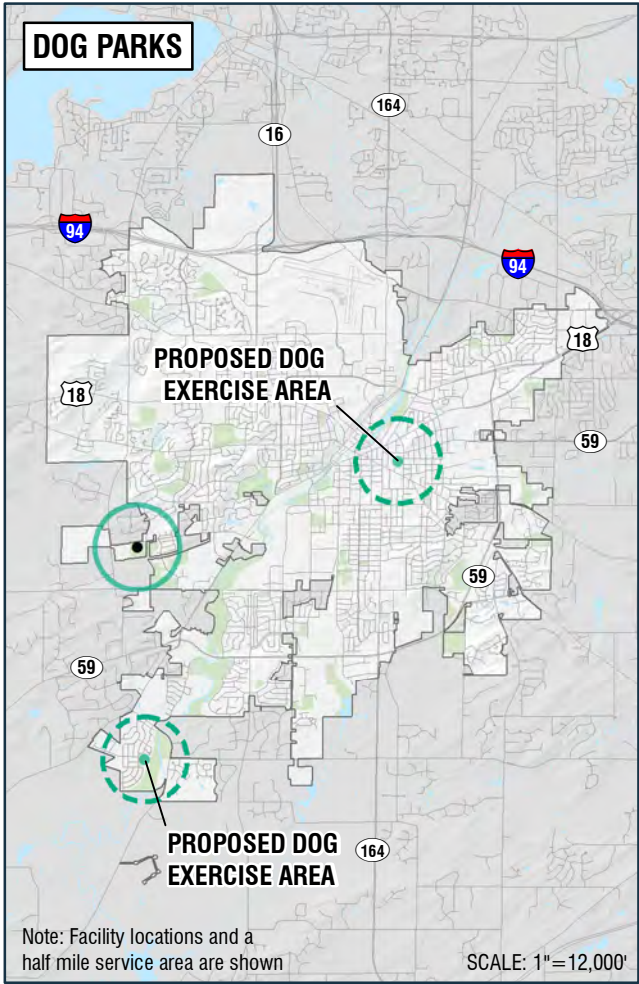 DOG PARKS
164
16
94
94
18
PROPOSED DOG
EXERCISE AREA
18
59
59
59
PROPOSED DOG
EXERCISE AREA
164
Note: Facility locations and a
half mile service area are shown
SCALE: 1"=12,000'